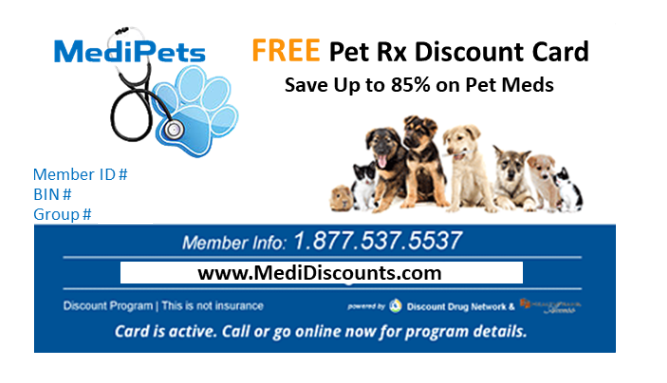 MediPets
FREE Pet Rx Discount Card
Save Up to 85% on Pet Meds
Member ID #
BIN #
Group #
Member Info: 1.877.537.5537
www.MediDiscounts.com
Discount Program | This is not insurance
powered by Discount Drug Network &
Card is active. Call or go online now for program details.